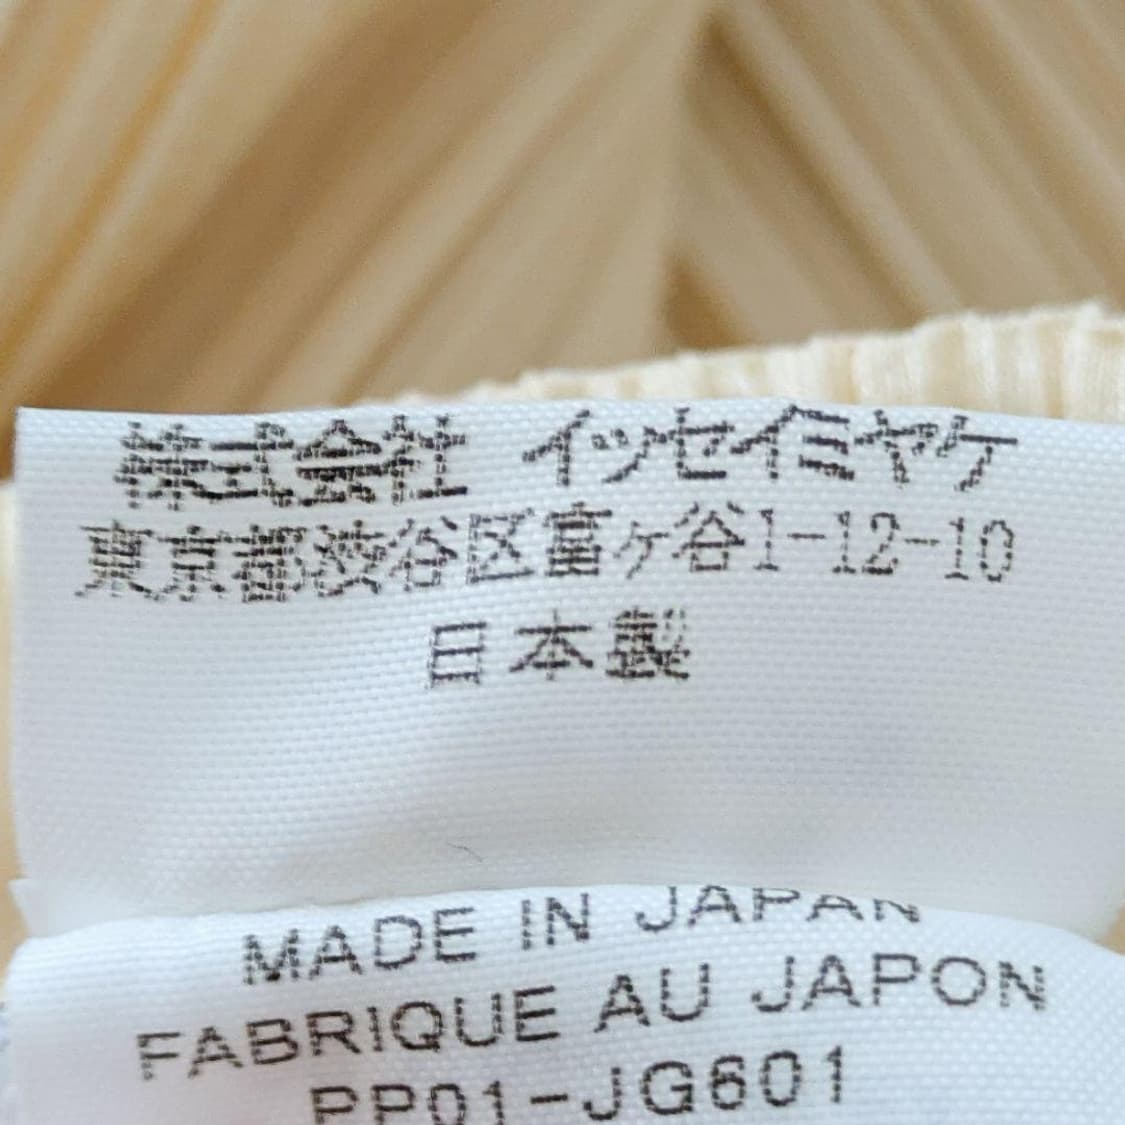 株式会社 イッセイミヤケ
東京都渋谷区富ヶ谷1-12-10
日本製
MADE IN JAPAN
FABRIQUE AU JAPON
PP01-JG601